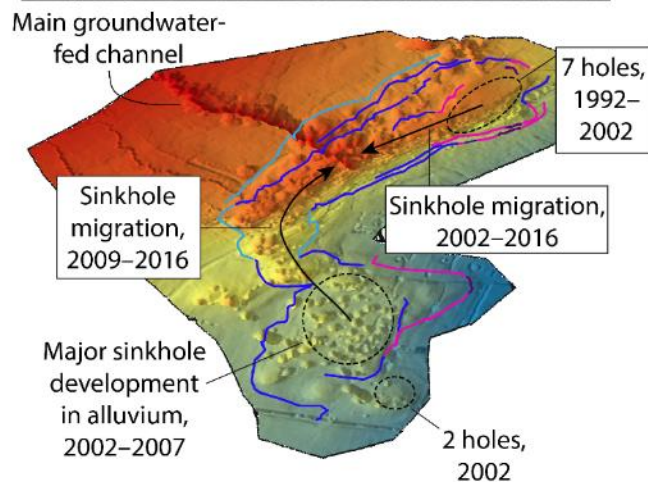 Main groundwater-
fed channel
7 holes,
1992–
2002
Sinkhole
migration,
2009–2016
Sinkhole migration,
2002–2016
Major sinkhole
development
in alluvium,
2002–2007
2 holes,
2002